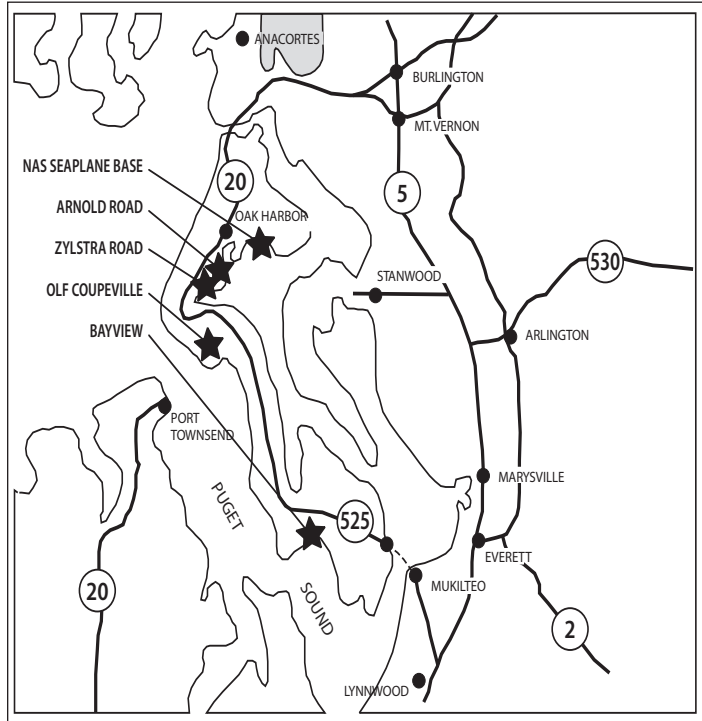 ANACORTES
BURLINGTON
MT. VERNON
NAS SEAPLANE BASE
20
5
ARNOLD ROAD
OAK HARBOR
ZYLSTRA ROAD
530
STANWOOD
OLF COUPEVILLE
BAYVIEW
ARLINGTON
PORT
TOWNSEND
MARYSVILLE
PUGET
525
EVERETT
MUKILTEO
20
SOUND
2
LYNNWOOD